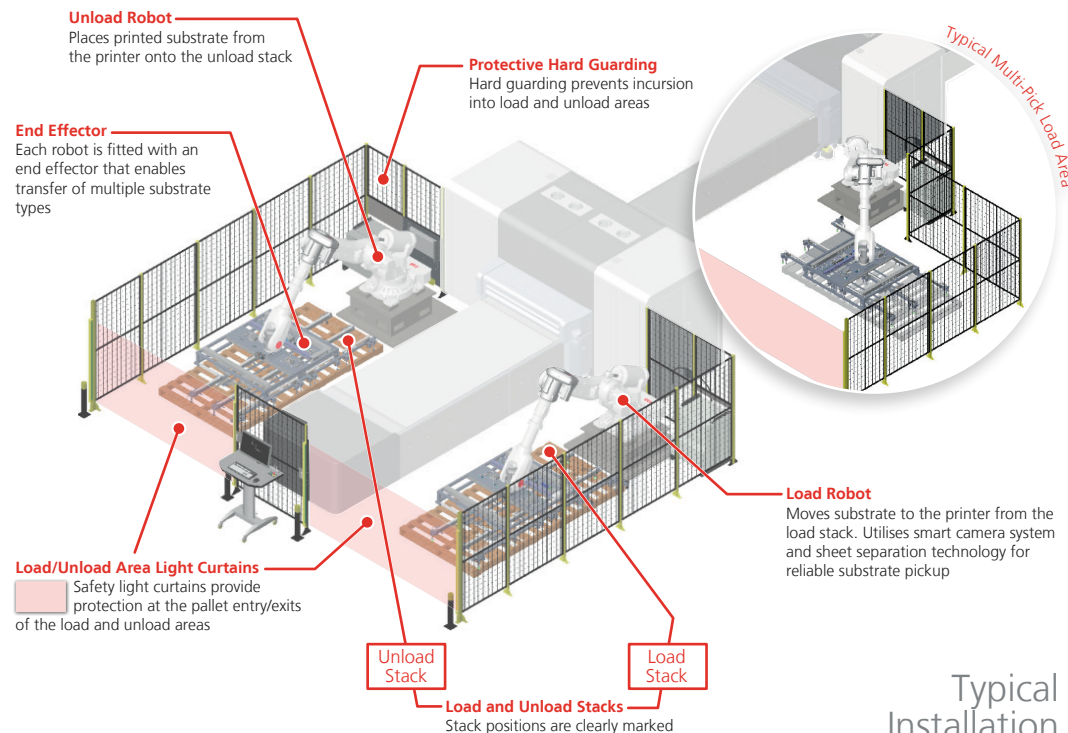 Unload Robot
Places printed substrate from
the printer onto the unload stack
Protective Hard Guarding
Hard guarding prevents incursion
into load and unload areas
Typical Multi-Pick Load Area
End Effector
Each robot is fitted with an
end effector that enables
transfer of multiple substrate
types
Load Robot
Moves substrate to the printer from the
load stack. Utilises smart camera system
and sheet separation technology for
reliable substrate pickup
Load/Unload Area Light Curtains
Safety light curtains provide
protection at the pallet entry/exits
of the load and unload areas
Unload
Stack
Load
Stack
Load and Unload Stacks
Stack positions are clearly marked
Typical
Installation